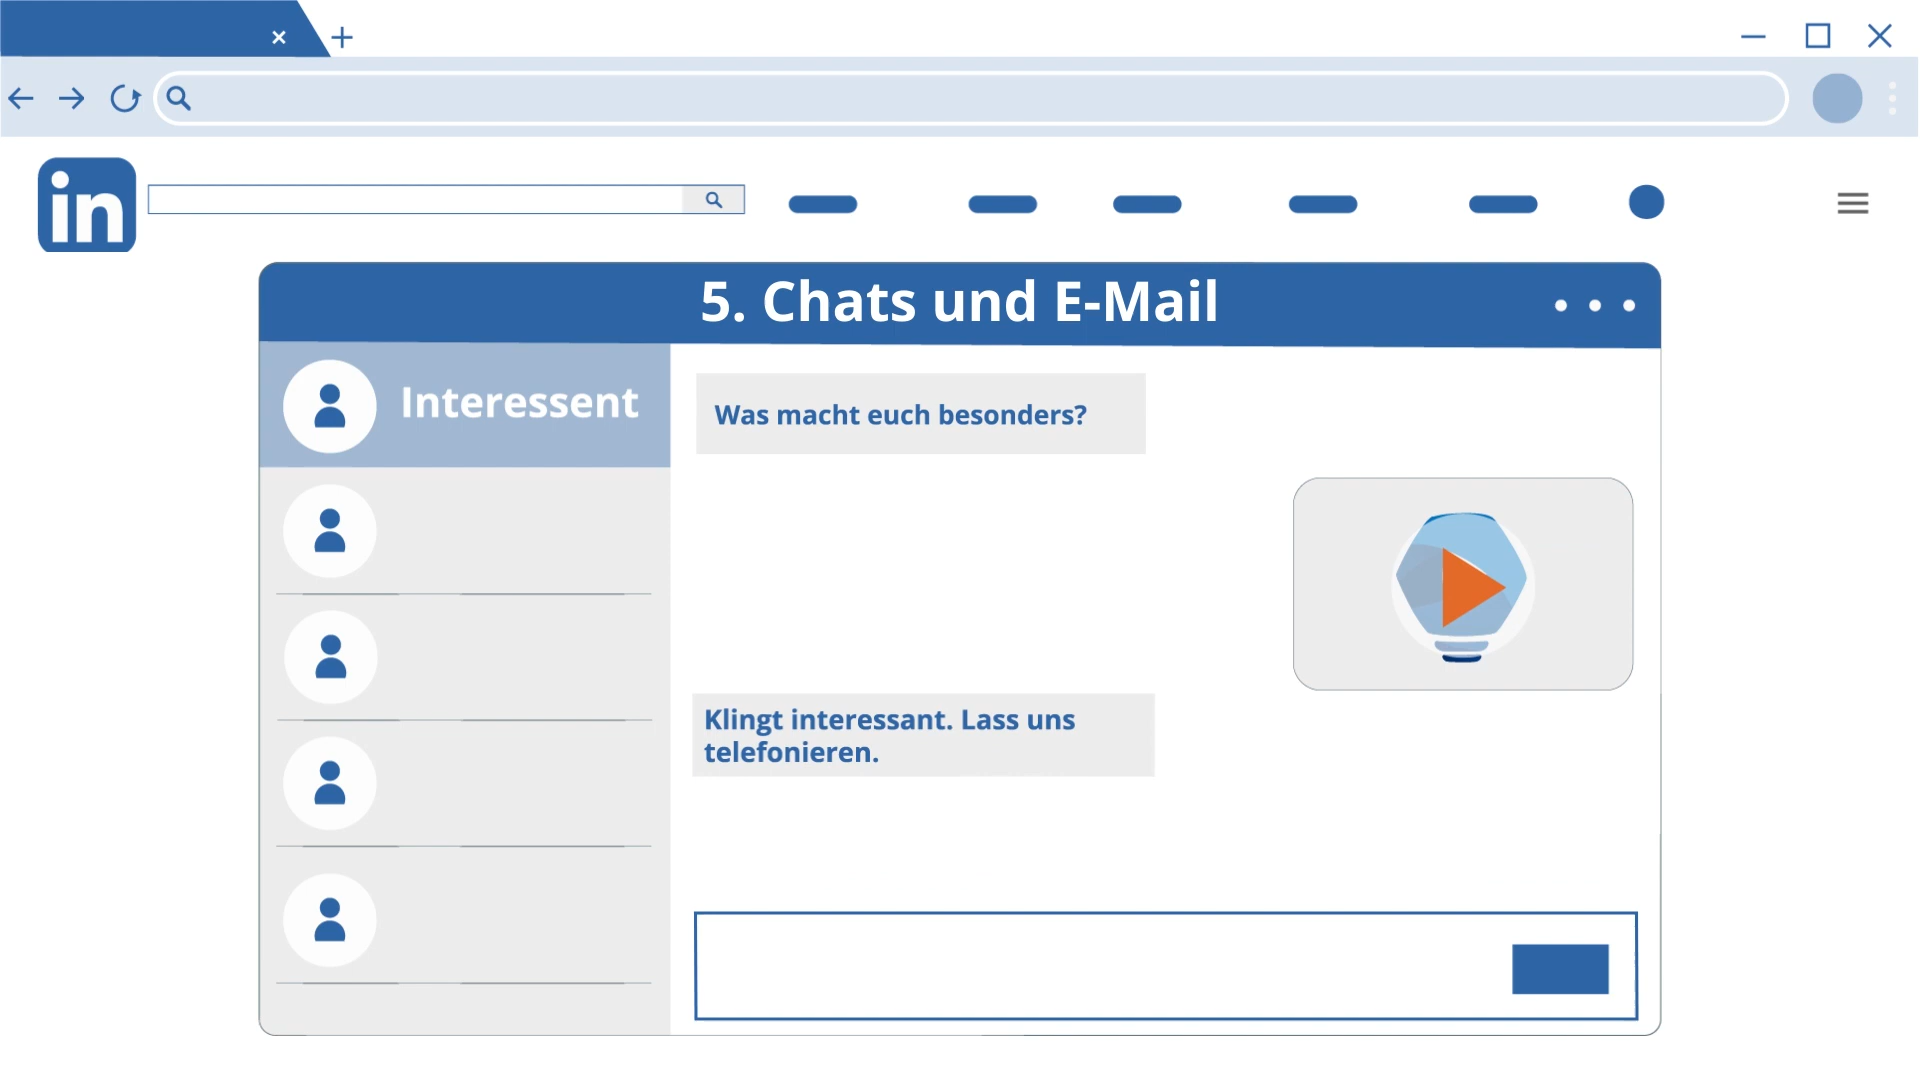 in
5. Chats und E-Mail
Interessent
Was macht euch besonders?
Klingt interessant. Lass uns
telefonieren.